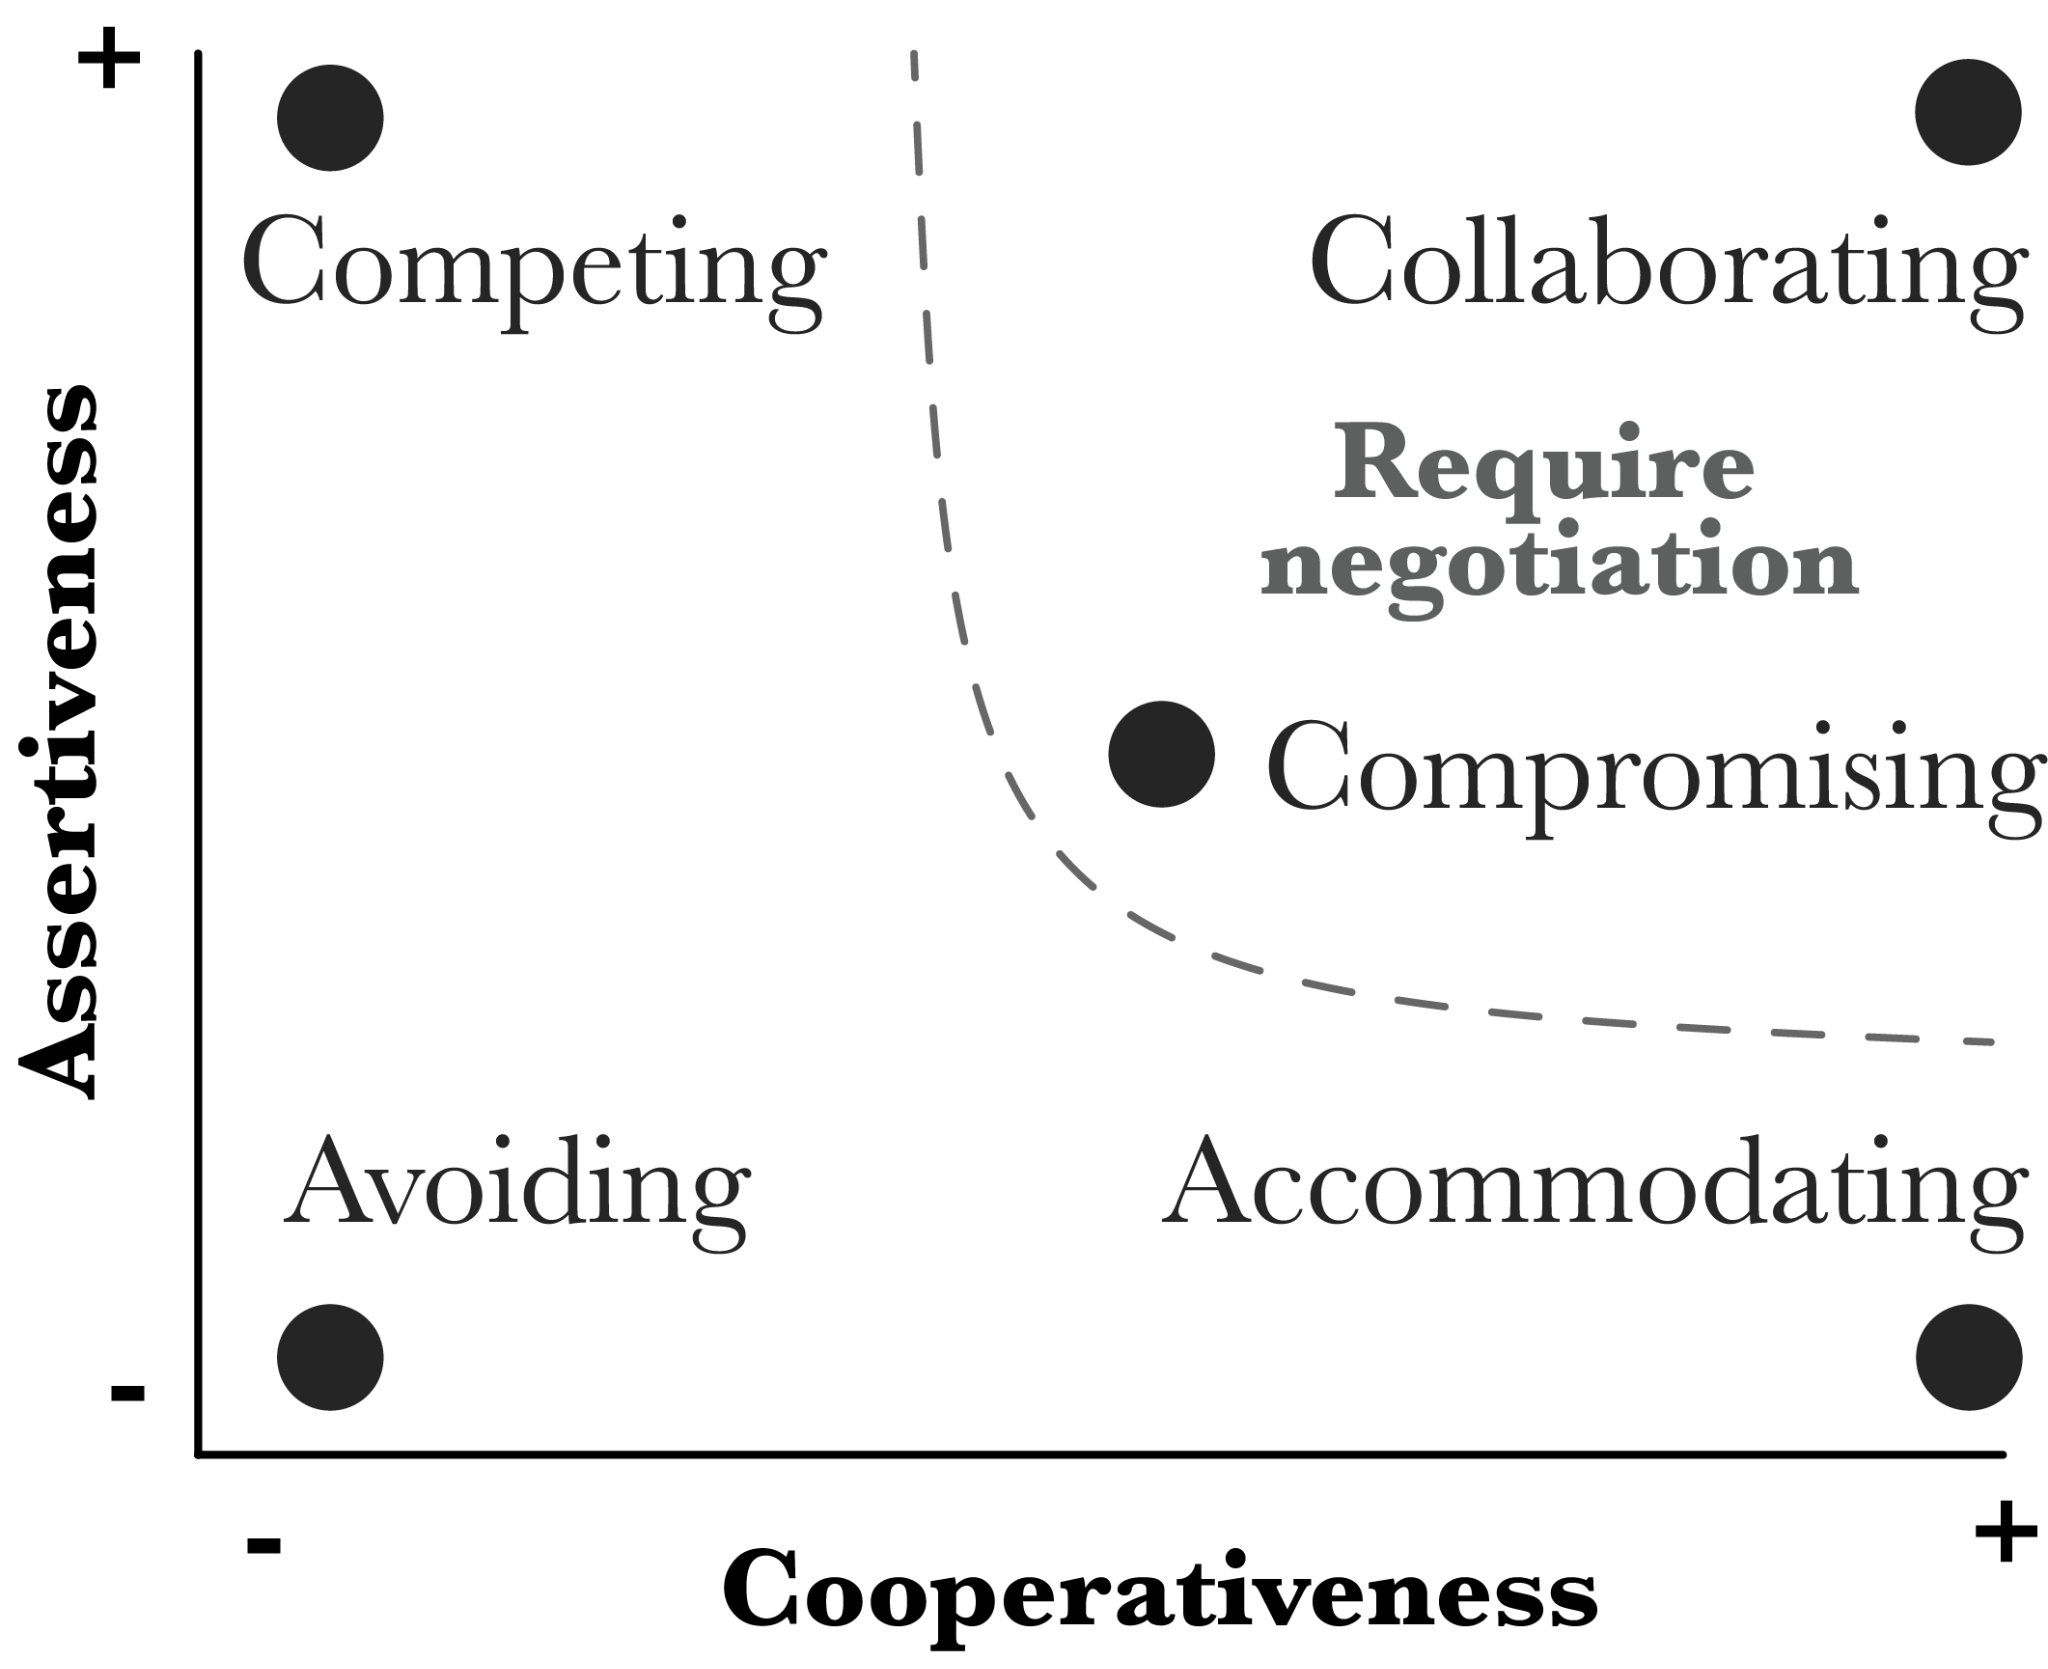 +
Competing
Collaborating
Require
negotiation
Compromising
Assertiveness
Avoiding
Accommodating
-
-
+
Cooperativeness